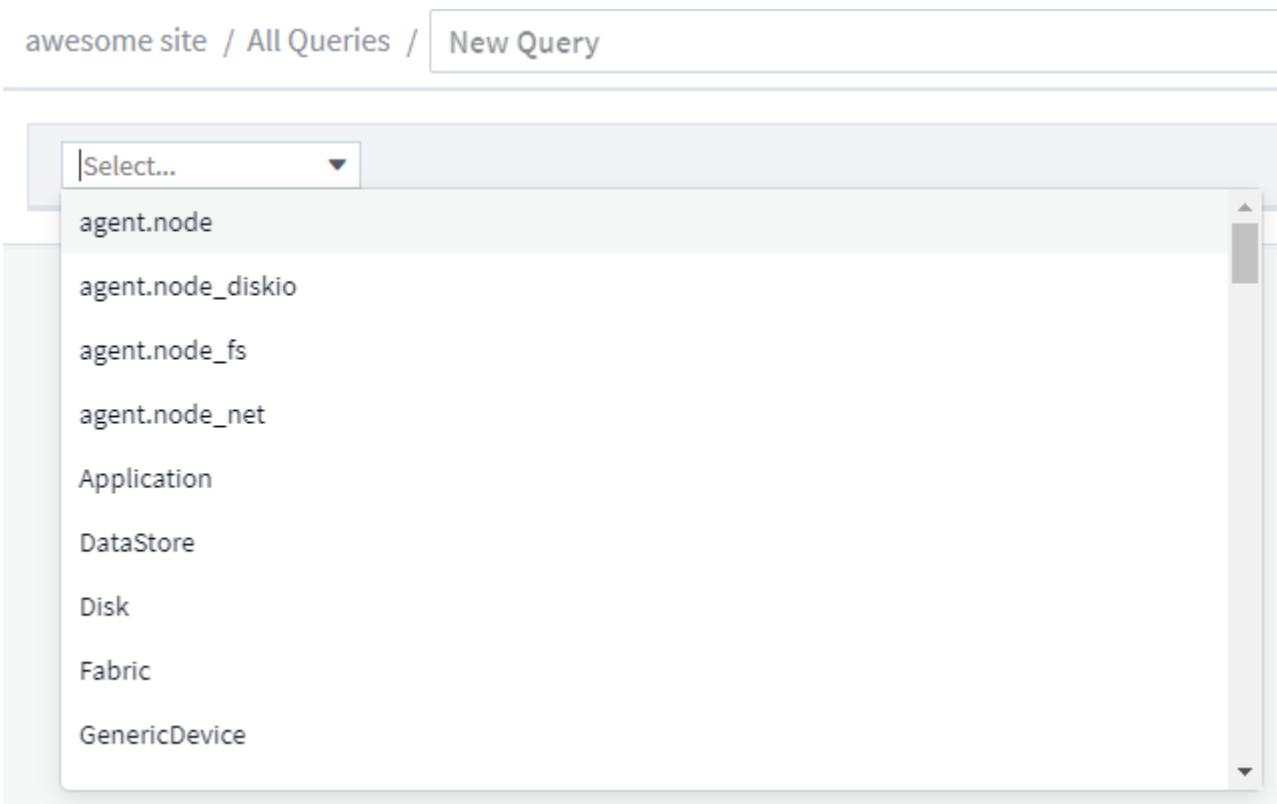 awesome site / All Queries / New Query
Select...
agent.node
agent.node_diskio
agent.node_fs
agent.node_net
Application
DataStore
Disk
Fabric
GenericDevice